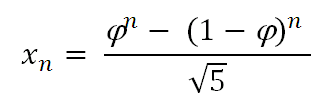 xₙ = (φⁿ − (1 − φ)ⁿ) / √5